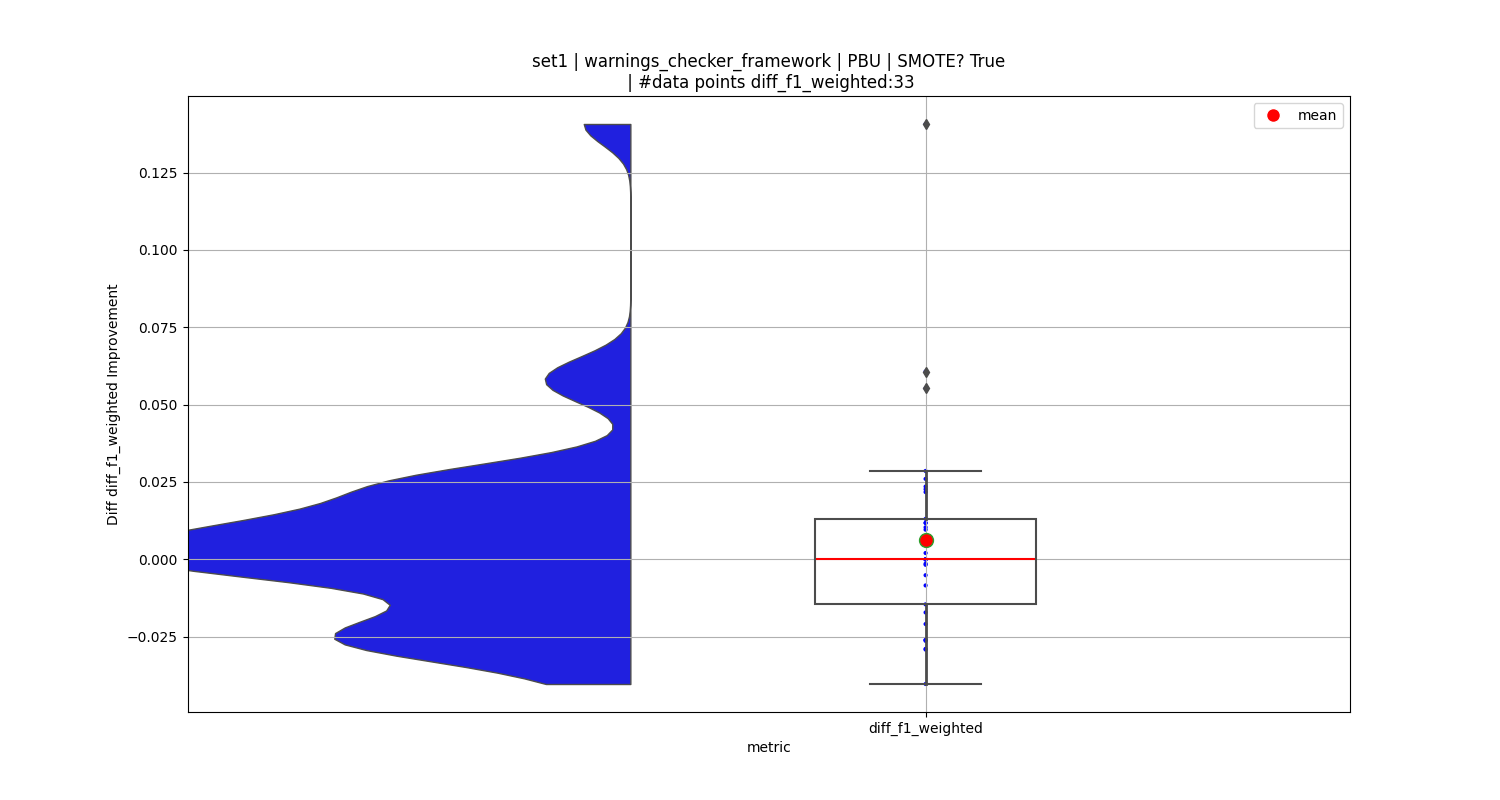 set1 | warnings_checker_framework | PBU | SMOTE? True
| #data points diff_f1_weighted:33
mean
0.125
0.100
0.075
0.050
0.025
0.000
−0.025
Diff diff_f1_weighted Improvement
diff_f1_weighted
metric